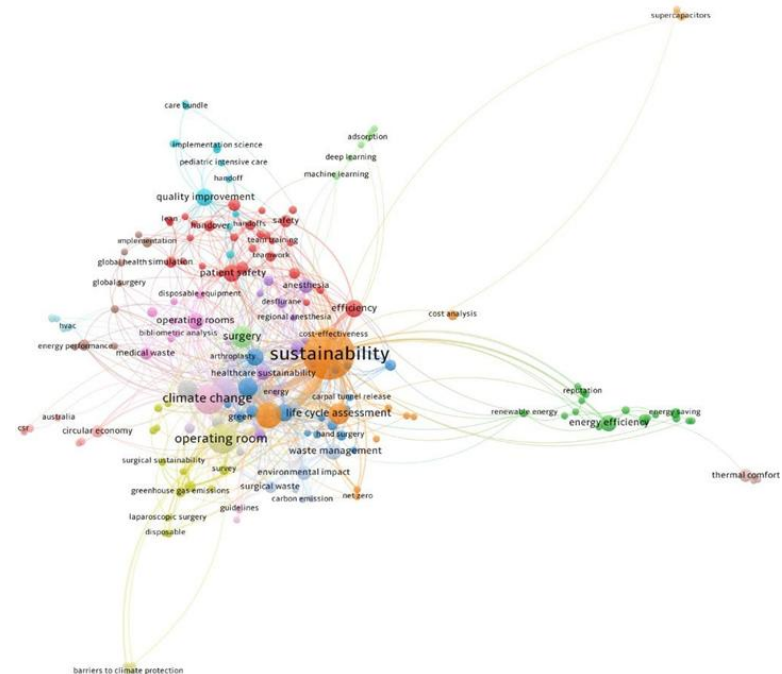 supercapacitors
care bundle
adsorption
implementation science
deep learning
pediatric intensive care
machine learning
handoff
quality improvement
lean
handover
handoffs
safety
implementation
team training
teamwork
global health
simulation
patient safety
global surgery
anesthesia
disposable equipment
desflurane
efficiency
regional anesthesia
cost analysis
operating rooms
hvac
bibliometric analysis
surgery
cost-effectiveness
energy performance
medical waste
arthroplasty
sustainability
healthcare sustainability
reputation
energy
climate change
carpal tunnel release
australia
green
life cycle assessment
renewable energy
energy saving
energy efficiency
csr
circular economy
operating room
hand surgery
waste management
surgical sustainability
survey
environmental impact
thermal comfort
greenhouse gas emissions
surgical waste
net zero
carbon emission
guidelines
laparoscopic surgery
disposable
barriers to climate protection